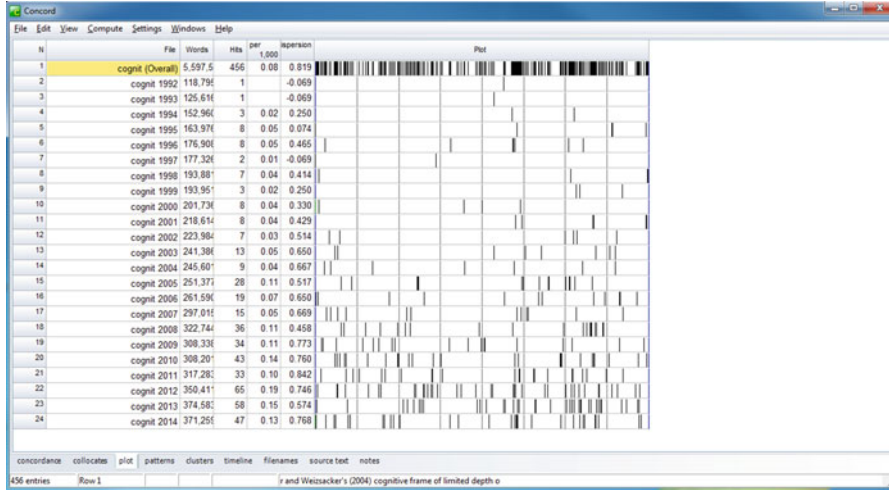 Concord
File Edit View Compute Settings Windows Help
N File Words Hits per 1,000 ispersion Plot
1 cognit (Overall) 5,597,5 456 0.08 0.819
2 cognit 1992 118,795 1 -0.069
3 cognit 1993 125,616 1 -0.069
4 cognit 1994 152,960 3 0.02 0.250
5 cognit 1995 163,976 8 0.05 0.074
6 cognit 1996 176,908 8 0.05 0.465
7 cognit 1997 177,326 2 0.01 -0.069
8 cognit 1998 193,881 7 0.04 0.414
9 cognit 1999 193,951 3 0.02 0.250
10 cognit 2000 201,736 8 0.04 0.330
11 cognit 2001 218,614 8 0.04 0.429
12 cognit 2002 223,984 7 0.03 0.514
13 cognit 2003 241,386 13 0.05 0.650
14 cognit 2004 245,601 9 0.04 0.667
15 cognit 2005 251,377 28 0.11 0.517
16 cognit 2006 261,590 19 0.07 0.650
17 cognit 2007 297,015 15 0.05 0.669
18 cognit 2008 322,744 36 0.11 0.458
19 cognit 2009 308,338 34 0.11 0.773
20 cognit 2010 308,201 43 0.14 0.760
21 cognit 2011 317,283 33 0.10 0.842
22 cognit 2012 350,411 65 0.19 0.746
23 cognit 2013 374,583 58 0.15 0.574
24 cognit 2014 371,259 47 0.13 0.768
concordance collocates plot patterns clusters timeline filenames source text notes
456 entries Row 1 r and Weizsacker's (2004) cognitive frame of limited depth o